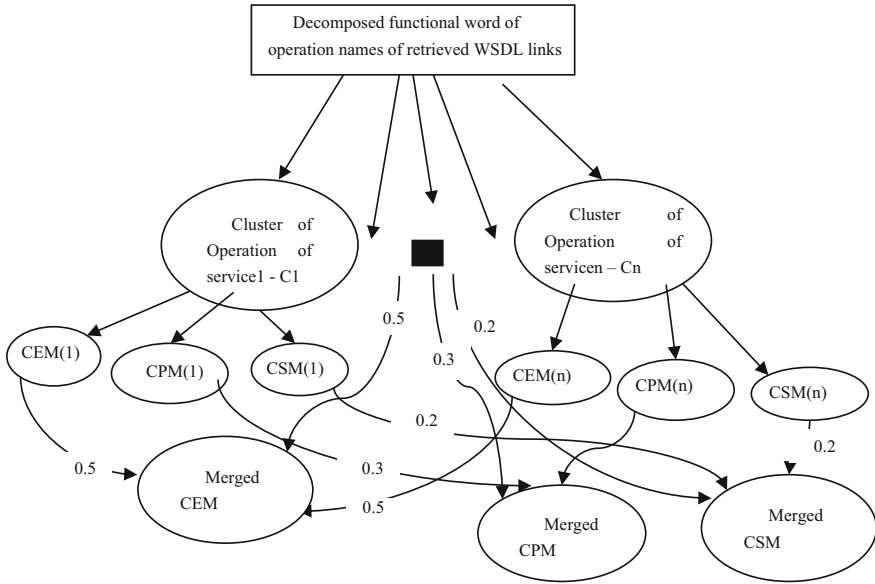 Decomposed functional word of
operation names of retrieved WSDL links
Cluster of
Operation of
service1 - C1
Cluster of
Operation of
servicen – Cn
CEM(1)
CPM(1)
CSM(1)
0.5
0.3
0.2
CEM(n)
CPM(n)
CSM(n)
0.2
0.2
0.5
0.3
0.5
Merged
CEM
Merged
CPM
Merged
CSM